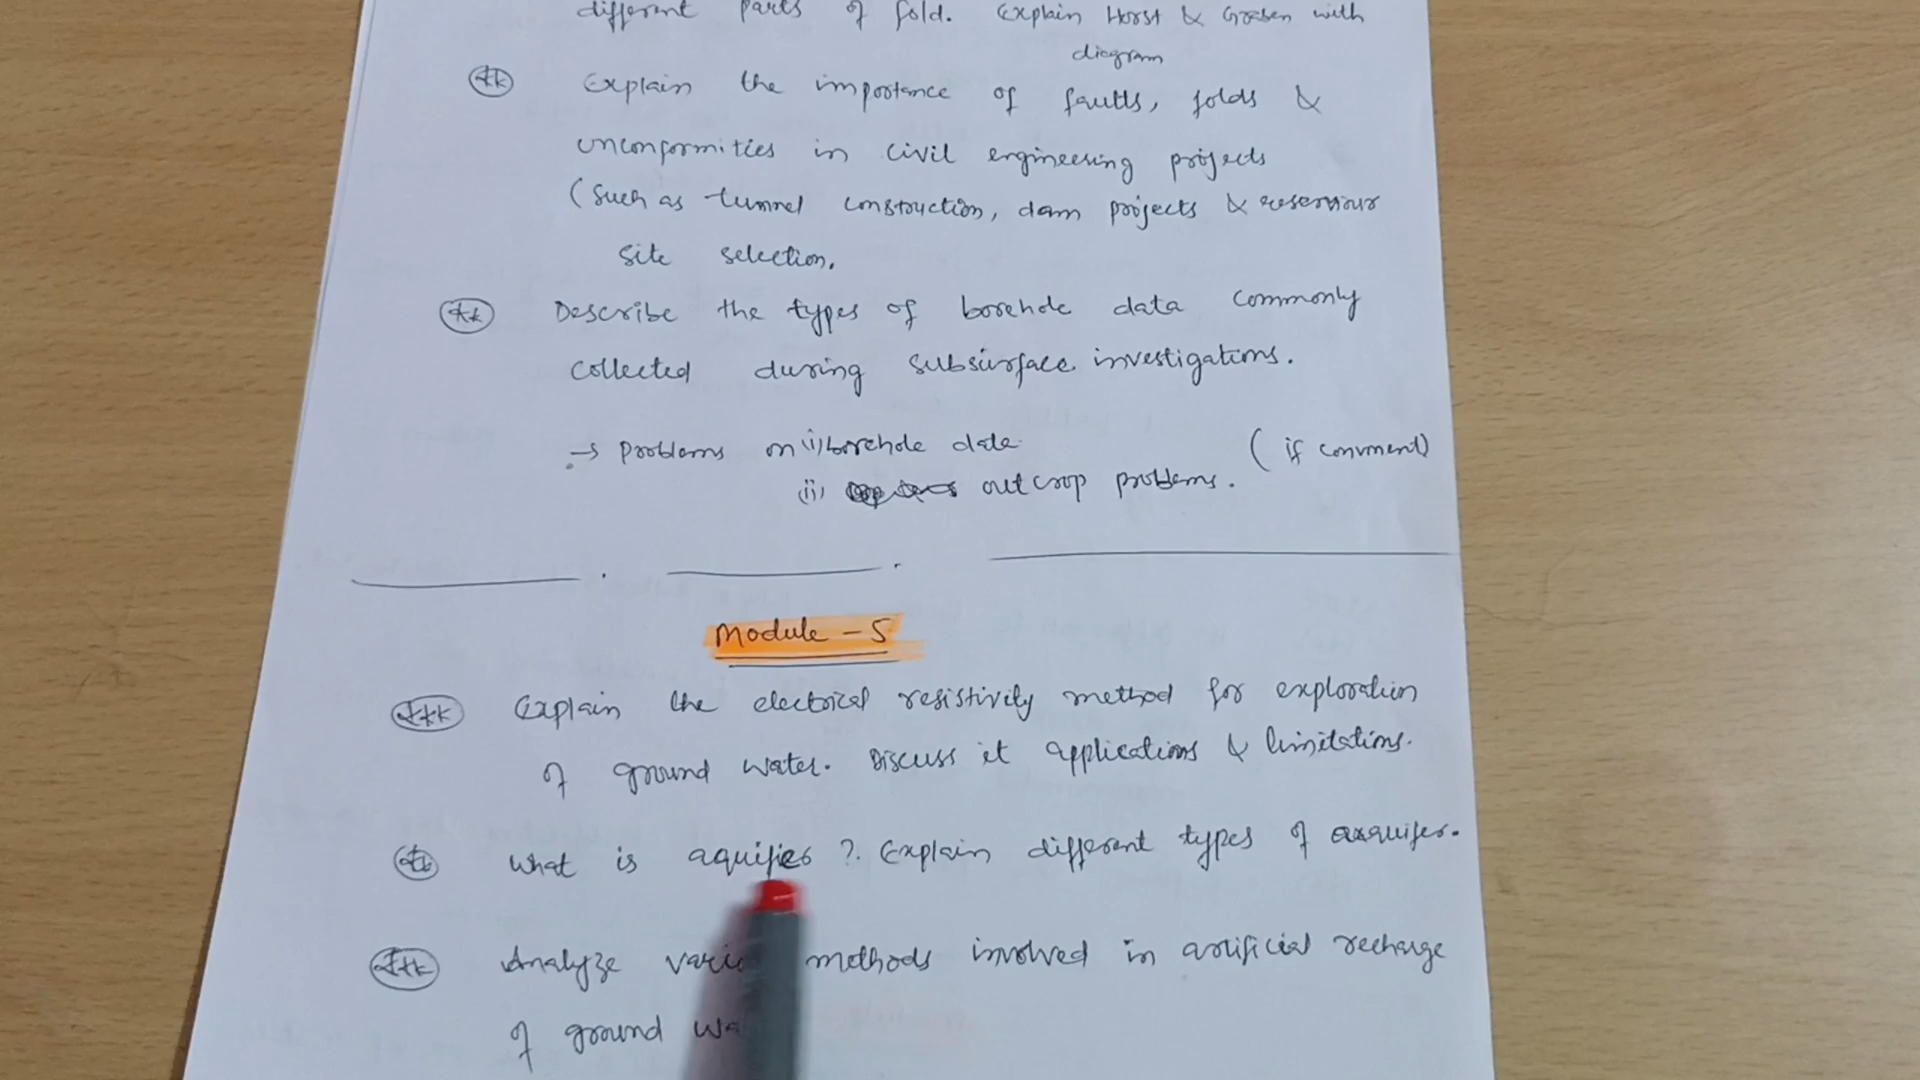 different parts of fold. Explain Horst & Graben with
diagram
** Explain the importance of faults, folds &
unconformities in civil engineering projects
(such as tunnel construction, dam projects & reservour
site selection.
** Describe the types of borehole data commonly
collected during subsurface investigations.
→ Problems on (i) borehole data (if convinent)
(ii) outcrop problems.
Module - 5
*** Explain the electrical resistivity method for exploration
of ground water. Discuss it applications & limitations.
** What is aquifies ?. Explain different types of axquifer.
*** Analyze methods involved in artificial recharge
of ground